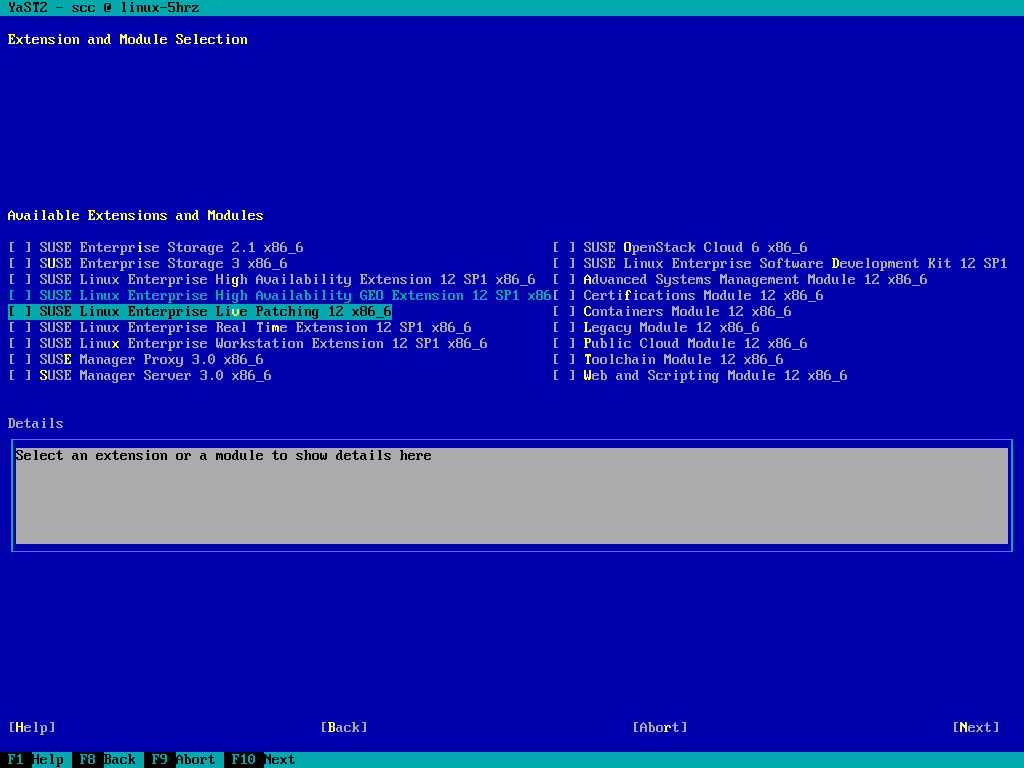 YaST2 - scc @ linux-5hrz
Extension and Module Selection
Available Extensions and Modules
[ ] SUSE Enterprise Storage 2.1 x86_6
[ ] SUSE Enterprise Storage 3 x86_6
[ ] SUSE Linux Enterprise High Availability Extension 12 SP1 x86_6
[ ] SUSE Linux Enterprise High Availability GEO Extension 12 SP1 x86
[ ] SUSE Linux Enterprise Live Patching 12 x86_6
[ ] SUSE Linux Enterprise Real Time Extension 12 SP1 x86_6
[ ] SUSE Linux Enterprise Workstation Extension 12 SP1 x86_6
[ ] SUSE Manager Proxy 3.0 x86_6
[ ] SUSE Manager Server 3.0 x86_6
[ ] SUSE OpenStack Cloud 6 x86_6
[ ] SUSE Linux Enterprise Software Development Kit 12 SP1
[ ] Advanced Systems Management Module 12 x86_6
[ ] Certifications Module 12 x86_6
[ ] Containers Module 12 x86_6
[ ] Legacy Module 12 x86_6
[ ] Public Cloud Module 12 x86_6
[ ] Toolchain Module 12 x86_6
[ ] Web and Scripting Module 12 x86_6
Details
Select an extension or a module to show details here
[Help] [Back] [Abort] [Next]
F1 Help F8 Back F9 Abort F10 Next